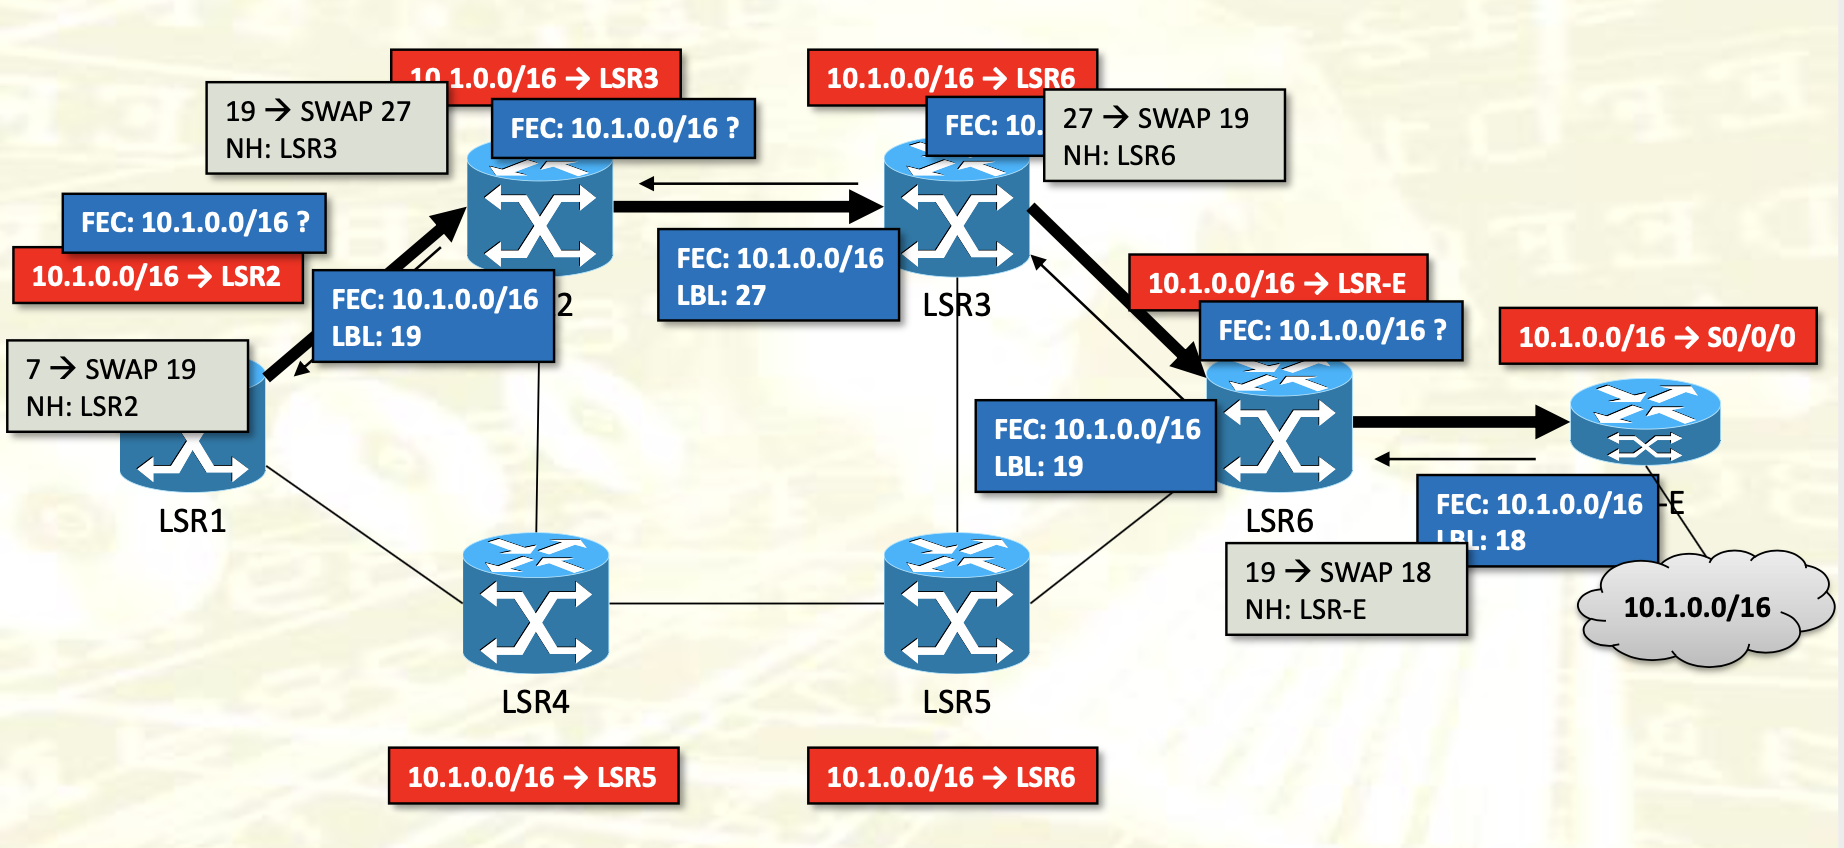 10.1.0.0/16 → LSR3
10.1.0.0/16 → LSR6
19 → SWAP 27
NH: LSR3
FEC: 10.1.0.0/16 ?
FEC: 10.
27 → SWAP 19
NH: LSR6
FEC: 10.1.0.0/16 ?
10.1.0.0/16 → LSR2
FEC: 10.1.0.0/16
LBL: 19
2
FEC: 10.1.0.0/16
LBL: 27
LSR3
10.1.0.0/16 → LSR-E
FEC: 10.1.0.0/16 ?
10.1.0.0/16 → S0/0/0
7 → SWAP 19
NH: LSR2
FEC: 10.1.0.0/16
LBL: 19
LSR1
LSR6
FEC: 10.1.0.0/16
LBL: 18
-E
19 → SWAP 18
NH: LSR-E
10.1.0.0/16
LSR4
LSR5
10.1.0.0/16 → LSR5
10.1.0.0/16 → LSR6